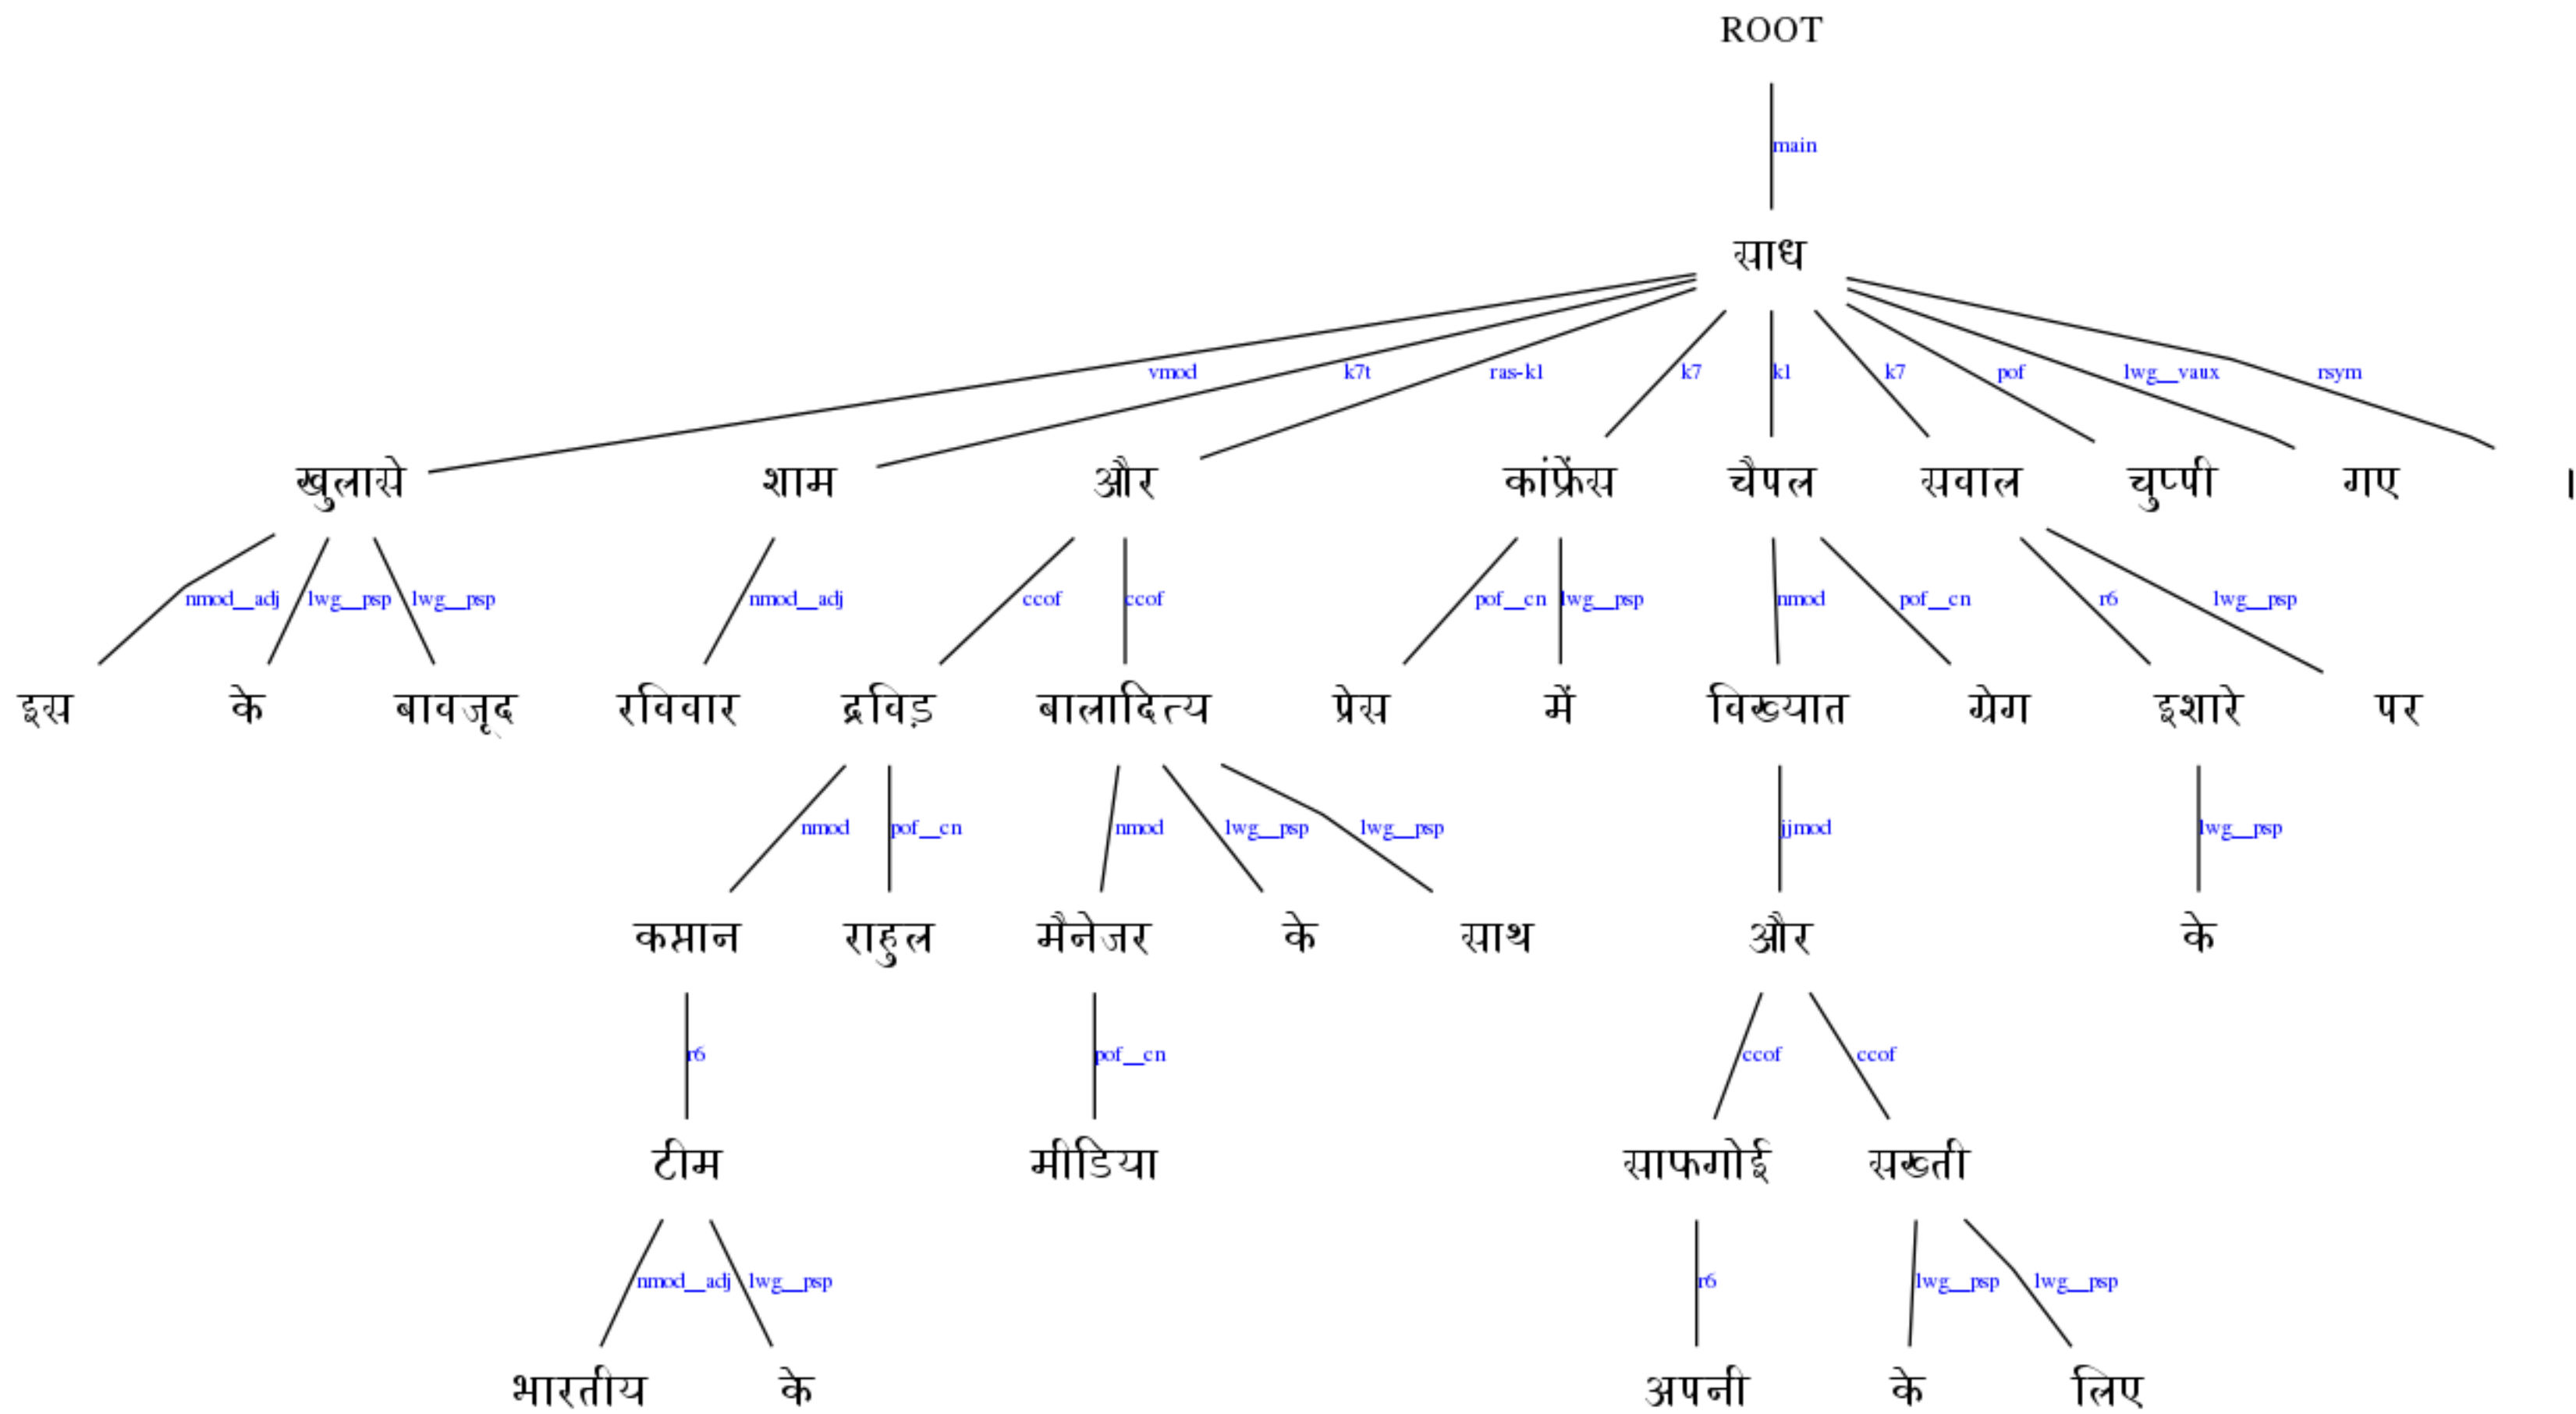 ROOT
main
साध
vmod k7t ras-k1 k7 k1 k7 pof lwg__vaux rsym
खुलासे शाम और कांफ्रेंस चैपल सवाल चुप्पी गए ।
nmod__adj lwg__psp lwg__psp nmod__adj ccof ccof pof__cn lwg__psp nmod pof__cn r6 lwg__psp
इस के बावजूद रविवार द्रविड़ बालादित्य प्रेस में विख्यात ग्रेग इशारे पर
nmod pof__cn nmod lwg__psp lwg__psp jjmod lwg__psp
कप्तान राहुल मैनेजर के साथ और के
r6 pof__cn ccof ccof
टीम मीडिया साफगोई सख्ती
nmod__adj lwg__psp r6 lwg__psp lwg__psp
भारतीय के अपनी के लिए